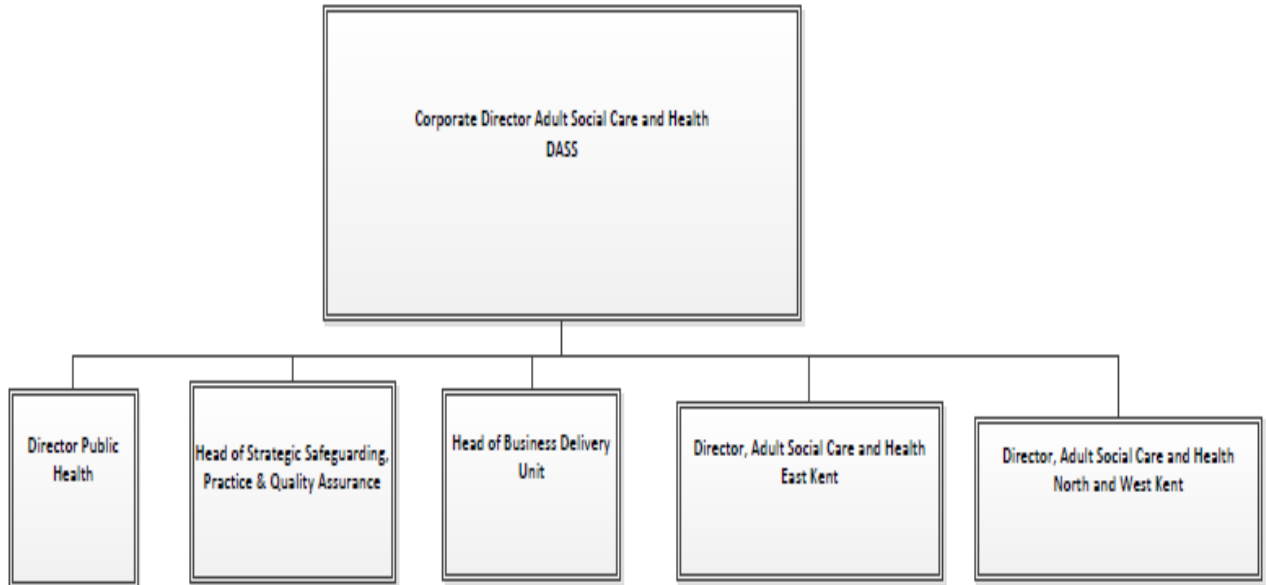 Corporate Director Adult Social Care and Health
DASS
Director Public
Health
Head of Strategic Safeguarding,
Practice & Quality Assurance
Head of Business Delivery
Unit
Director, Adult Social Care and Health
East Kent
Director, Adult Social Care and Health
North and West Kent